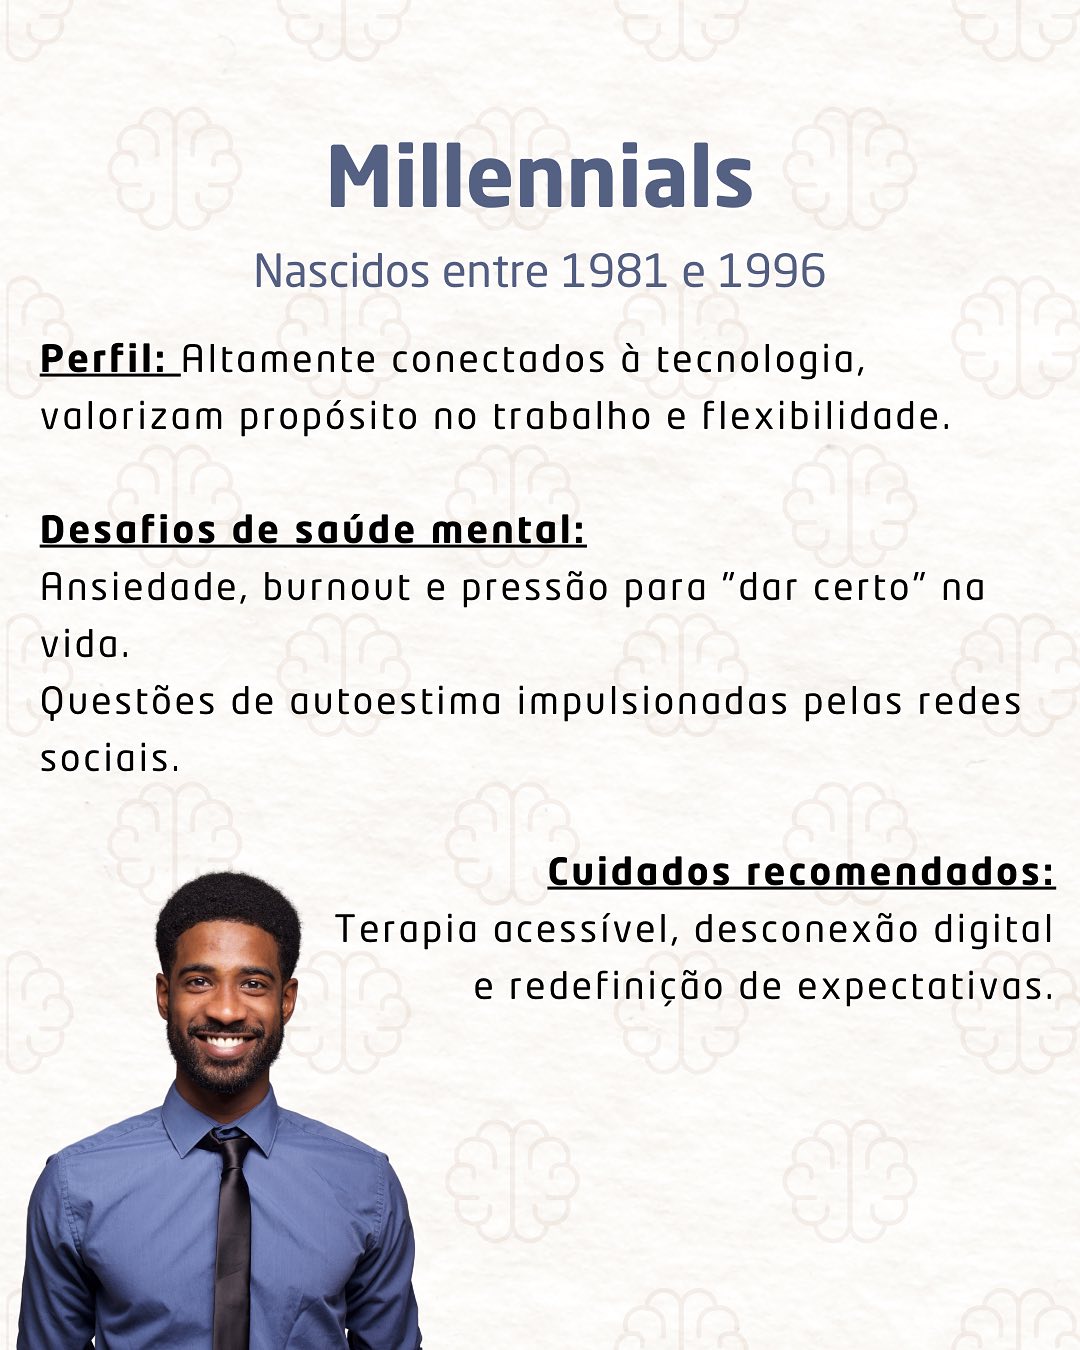 Millennials
Nascidos entre 1981 e 1996
Perfil: Altamente conectados à tecnologia,
valorizam propósito no trabalho e flexibilidade.
Desafios de saúde mental:
Ansiedade, burnout e pressão para "dar certo" na
vida.
Questões de autoestima impulsionadas pelas redes
sociais.
Cuidados recomendados:
Terapia acessível, desconexão digital
e redefinição de expectativas.